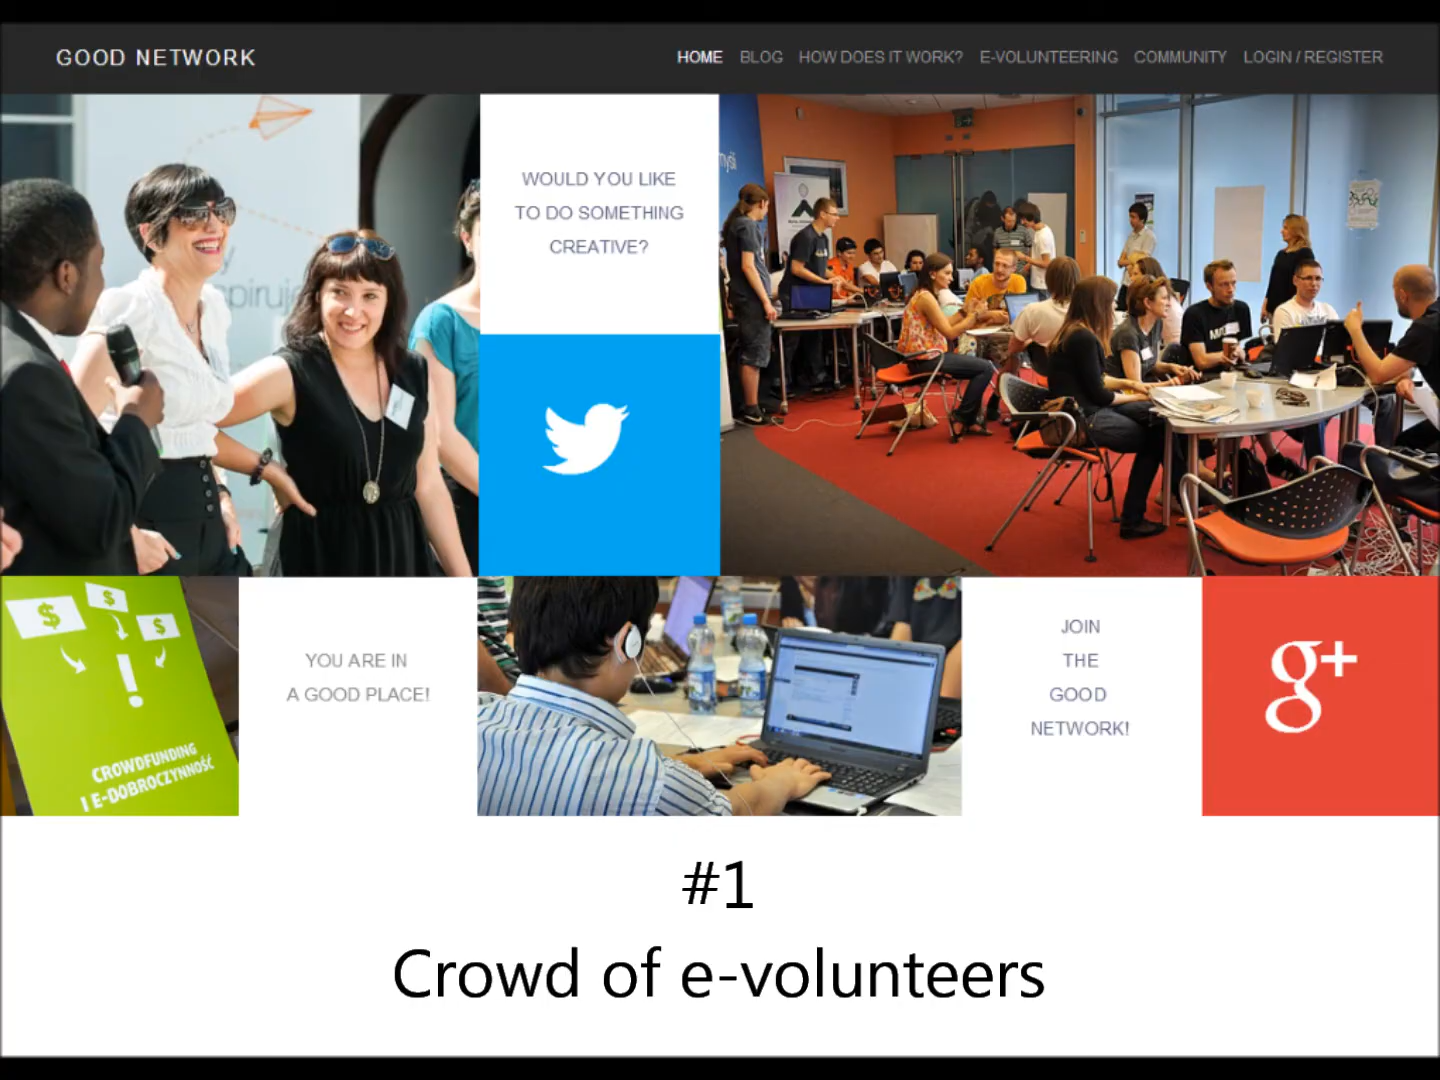 GOOD NETWORK
HOME BLOG HOW DOES IT WORK? E-VOLUNTEERING COMMUNITY LOGIN / REGISTER
WOULD YOU LIKE
TO DO SOMETHING
CREATIVE?
$ $ $
!
CROWDFUNDING
I E-DOBROCZYNNOŚĆ
YOU ARE IN
A GOOD PLACE!
JOIN
THE
GOOD
NETWORK!
g+
#1
Crowd of e-volunteers